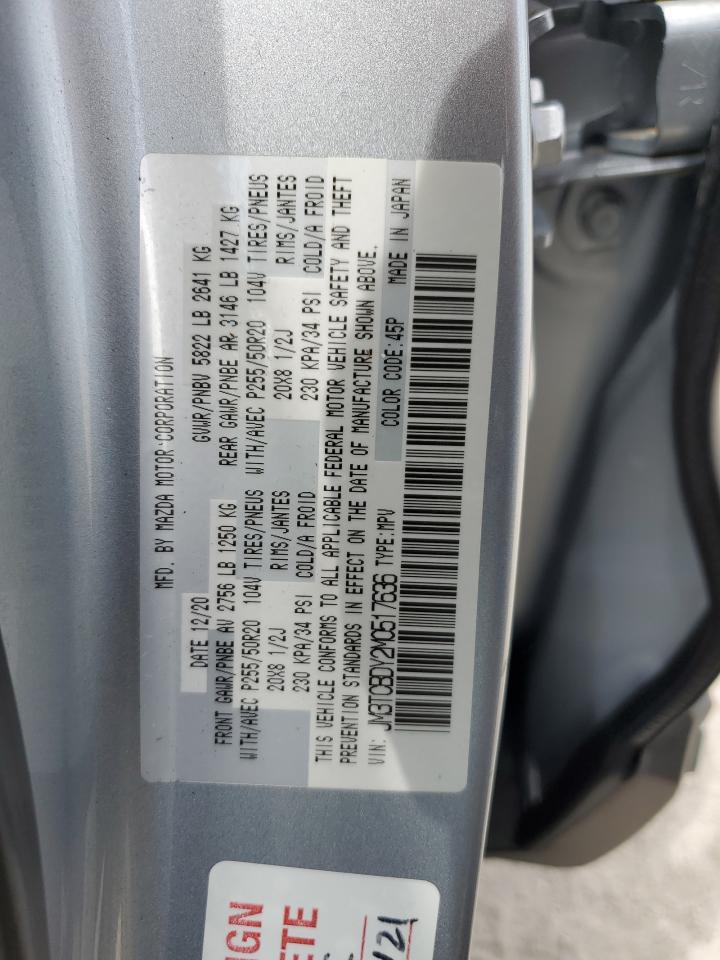 MFD. BY MAZDA MOTOR CORPORATION
DATE 12/20 GVWR/PNBV 5822 LB 2641 KG
FRONT GAWR/PNBE AV 2756 LB 1250 KG REAR GAWR/PNBE AR 3146 LB 1427 KG
WITH/AVEC P255/50R20 104V TIRES/PNEUS WITH/AVEC P255/50R20 104V TIRES/PNEUS
20X8 1/2J RIMS/JANTES 20X8 1/2J RIMS/JANTES
230 KPA/34 PSI COLD/A FROID 230 KPA/34 PSI COLD/A FROID
THIS VEHICLE CONFORMS TO ALL APPLICABLE FEDERAL MOTOR VEHICLE SAFETY AND THEFT
PREVENTION STANDARDS IN EFFECT ON THE DATE OF MANUFACTURE SHOWN ABOVE.
VIN: JM3TCBDY2M0517636 TYPE:MPV COLOR CODE:45P MADE IN JAPAN
IGN
ETE